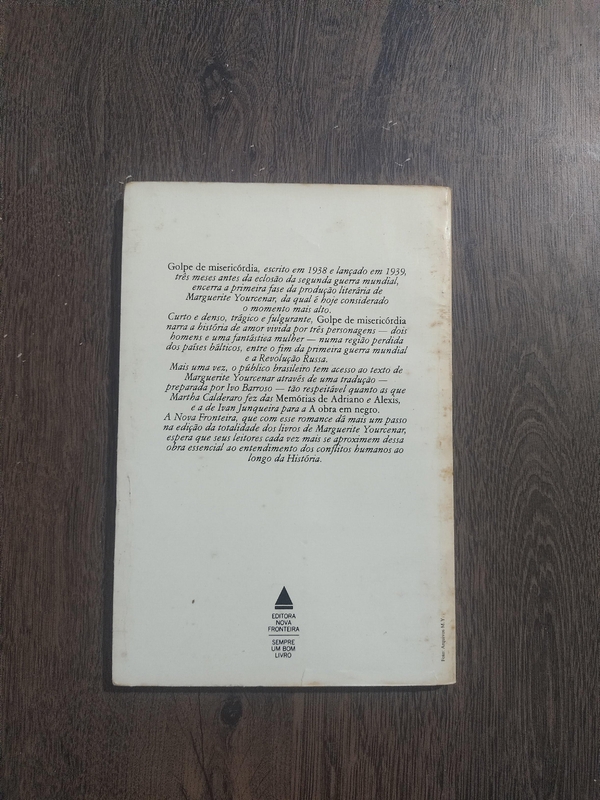 Golpe de misericórdia, escrito em 1938 e lançado em 1939,
três meses antes da eclosão da segunda guerra mundial,
encerra a primeira fase da produção literária de
Marguerite Yourcenar, da qual é hoje considerado
o momento mais alto.
Curto e denso, trágico e fulgurante, Golpe de misericórdia
narra a história de amor vivida por três personagens — dois
homens e uma fantástica mulher — numa região perdida
dos países bálticos, entre o fim da primeira guerra mundial
e a Revolução Russa.
Mais uma vez, o público brasileiro tem acesso ao texto de
Marguerite Yourcenar através de uma tradução —
preparada por Ivo Barroso — tão respeitável quanto as que
Martha Calderaro fez das Memórias de Adriano e Alexis,
e a de Ivan Junqueira para a A obra em negro.
A Nova Fronteira, que com esse romance dá mais um passo
na edição da totalidade dos livros de Marguerite Yourcenar,
espera que seus leitores cada vez mais se aproximem dessa
obra essencial ao entendimento dos conflitos humanos ao
longo da História.
EDITORA
NOVA
FRONTEIRA
SEMPRE
UM BOM
LIVRO
Foto: Arquivo M.Y.